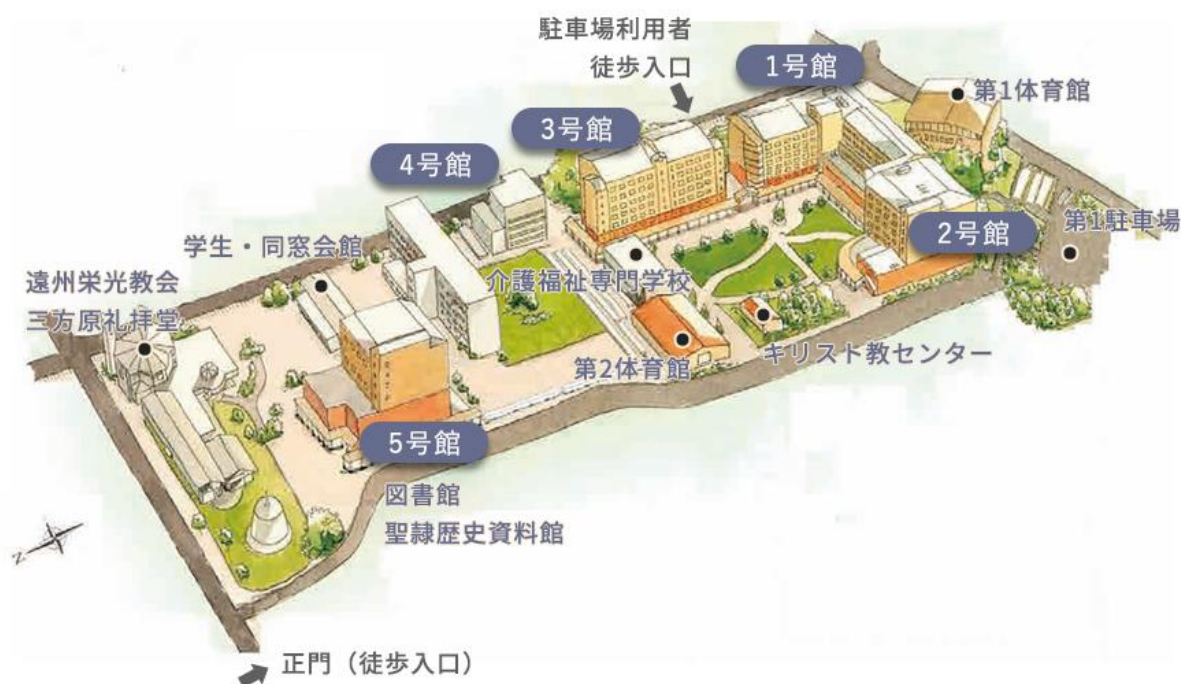 駐車場利用者
徒歩入口
1号館
第1体育館
3号館
4号館
第1駐車場
2号館
学生・同窓会館
介護福祉専門学校
遠州栄光教会
三方原礼拝堂
キリスト教センター
第2体育館
5号館
図書館
聖隷歴史資料館
N
正門（徒歩入口）